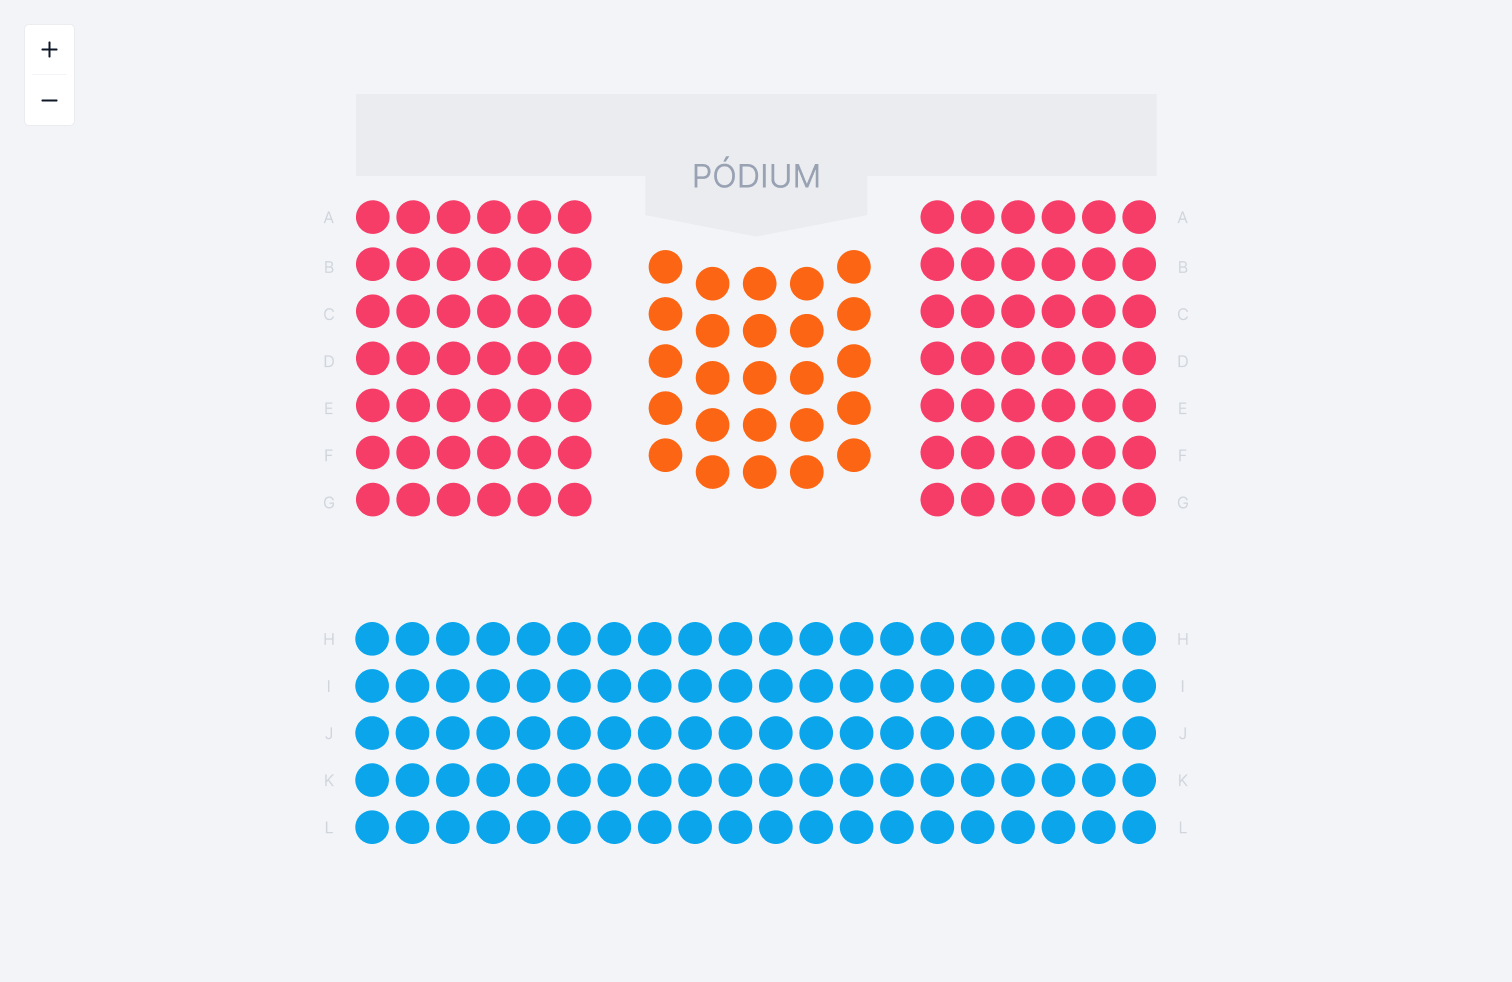 PÓDIUM
A A
B B
C C
D D
E E
F F
G G
H H
I I
J J
K K
L L